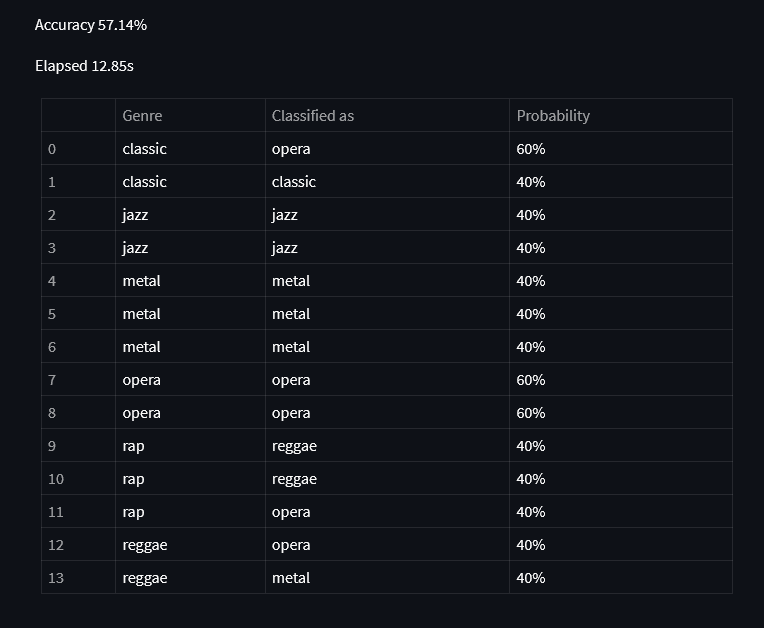 Accuracy 57.14%
Elapsed 12.85s
Genre Classified as Probability
0 classic opera 60%
1 classic classic 40%
2 jazz jazz 40%
3 jazz jazz 40%
4 metal metal 40%
5 metal metal 40%
6 metal metal 40%
7 opera opera 60%
8 opera opera 60%
9 rap reggae 40%
10 rap reggae 40%
11 rap opera 40%
12 reggae opera 40%
13 reggae metal 40%